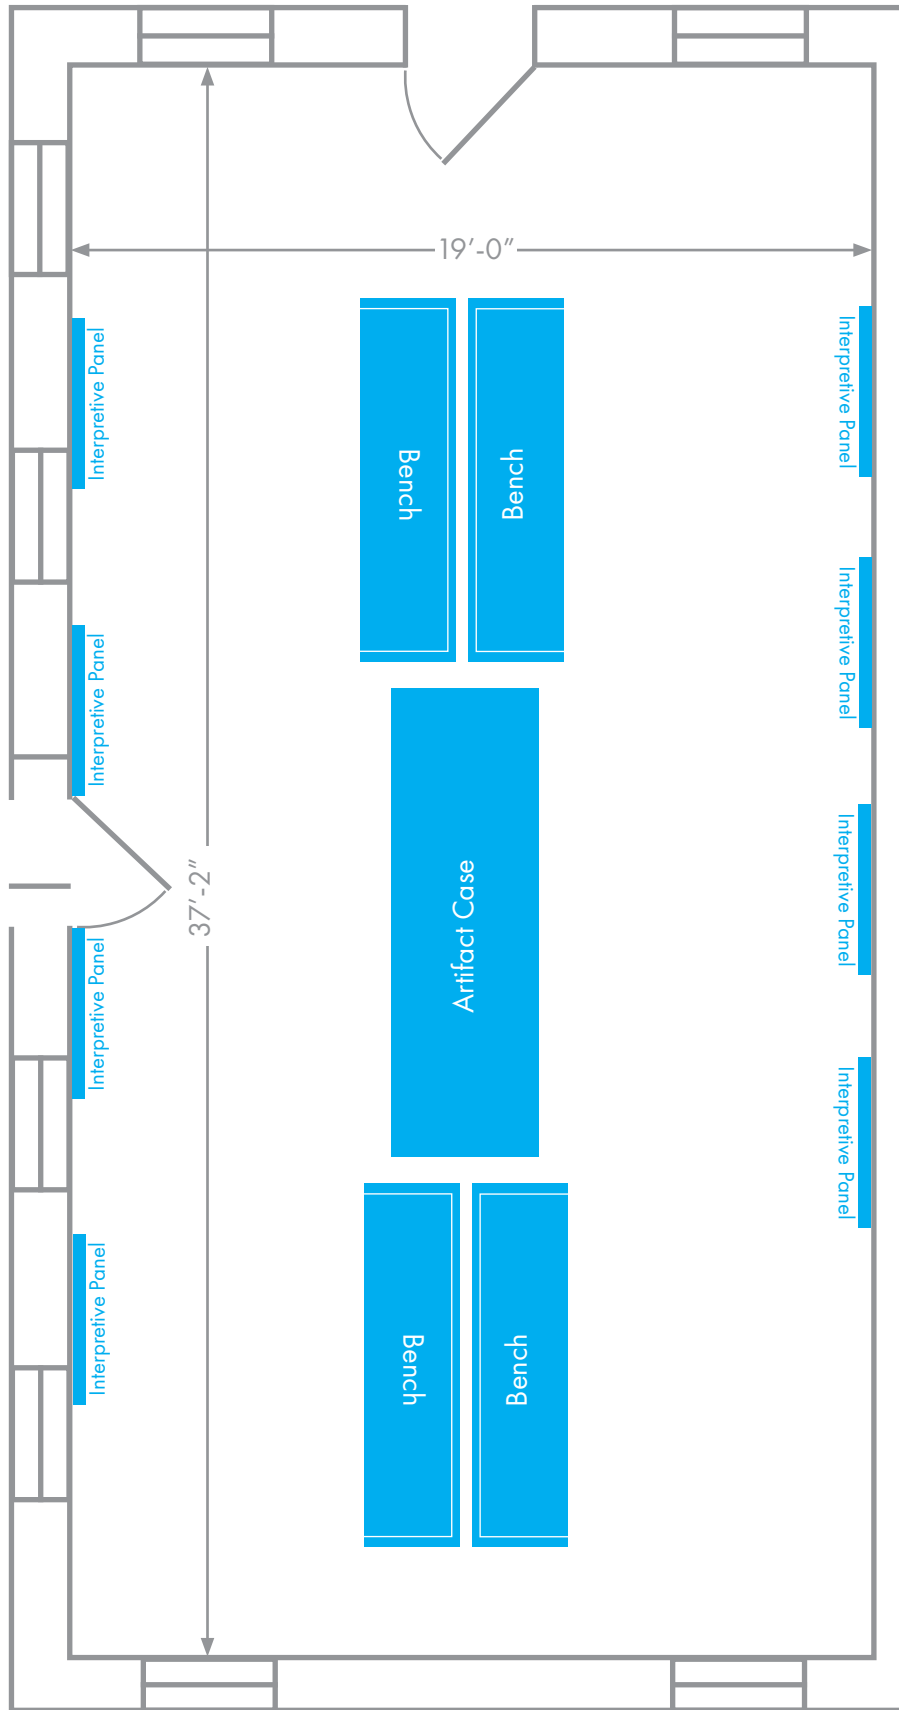 19’-0”
Interpretive Panel
Interpretive Panel
Bench
Bench
Interpretive Panel
Interpretive Panel
37’-2”
Artifact Case
Interpretive Panel
Interpretive Panel
Interpretive Panel
Interpretive Panel
Bench
Bench